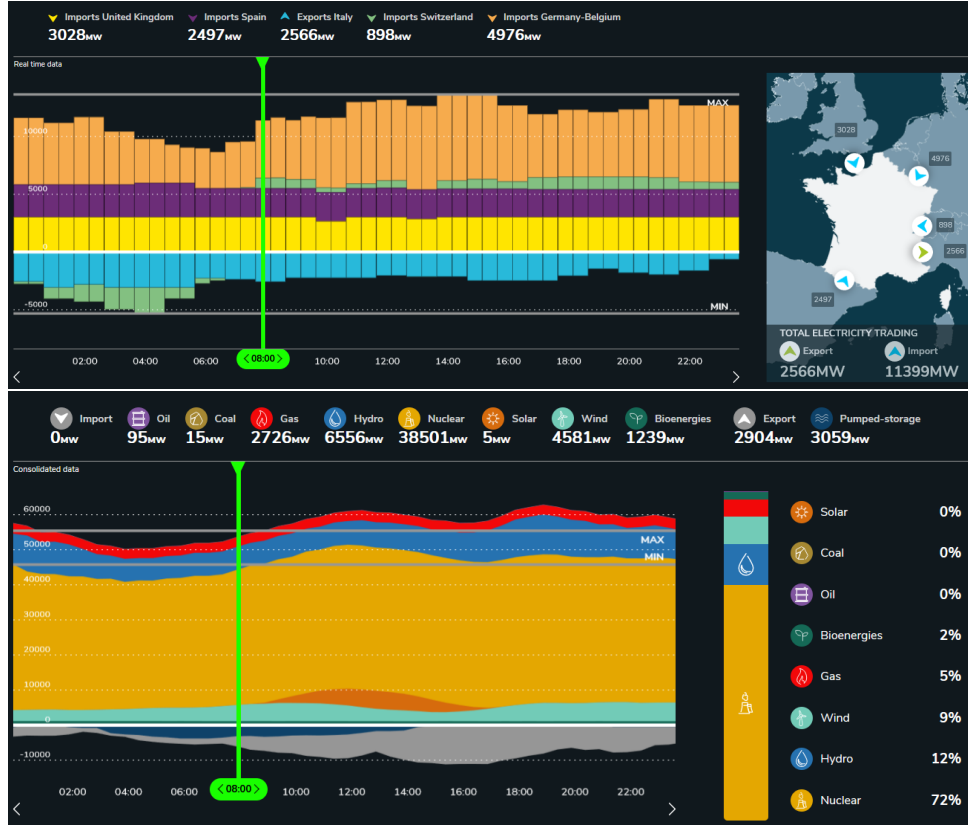 Imports United Kingdom Imports Spain Exports Italy Imports Switzerland Imports Germany-Belgium
3028MW 2497MW 2566MW 898MW 4976MW
Real time data
MAX
10000
5000
0
-5000
MIN
02:00 04:00 06:00 < 08:00 > 10:00 12:00 14:00 16:00 18:00 20:00 22:00
3028
4976
898
2566
2497
TOTAL ELECTRICITY TRADING
Export Import
2566MW 11399MW
Import Oil Coal Gas Hydro Nuclear Solar Wind Bioenergies Export Pumped-storage
0MW 95MW 15MW 2726MW 6556MW 38501MW 5MW 4581MW 1239MW 2904MW 3059MW
Consolidated data
60000
MAX
50000
MIN
40000
30000
20000
10000
0
-10000
02:00 04:00 06:00 < 08:00 > 10:00 12:00 14:00 16:00 18:00 20:00 22:00
Solar 0%
Coal 0%
Oil 0%
Bioenergies 2%
Gas 5%
Wind 9%
Hydro 12%
Nuclear 72%